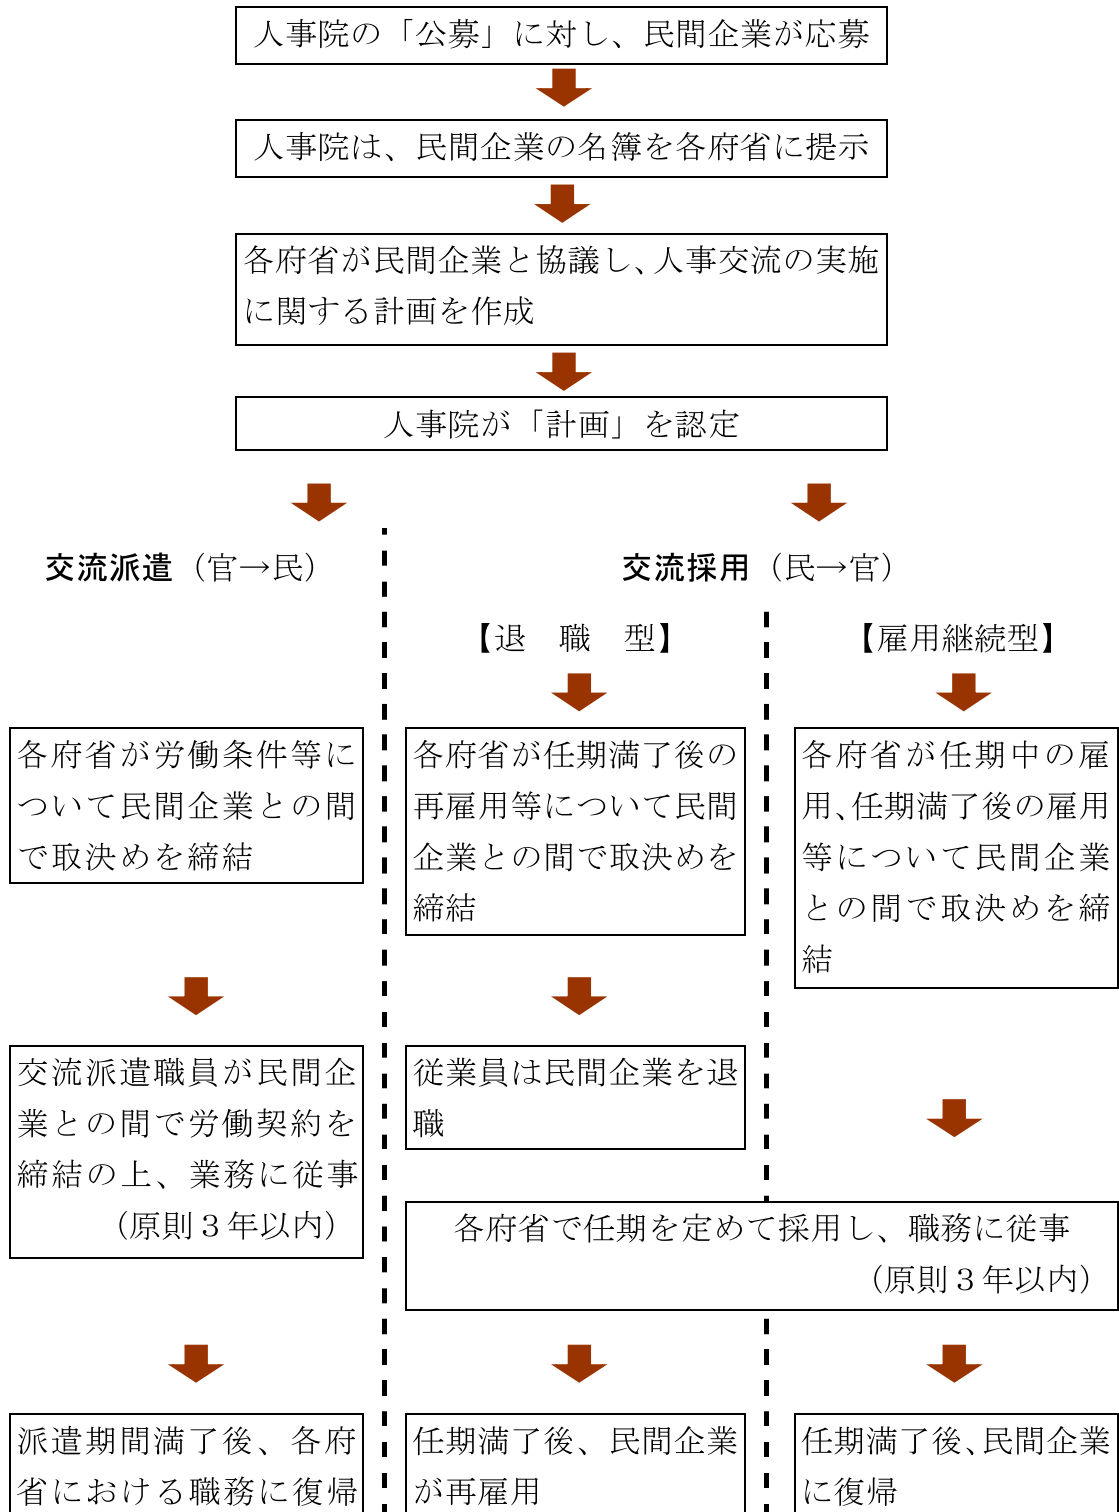 人事院の「公募」に対し、民間企業が応募
人事院は、民間企業の名簿を各府省に提示
各府省が民間企業と協議し、人事交流の実施
に関する計画を作成
人事院が「計画」を認定
交流派遣（官→民）
交流採用（民→官）
【退　職　型】
【雇用継続型】
各府省が労働条件等に
ついて民間企業との間
で取決めを締結
各府省が任期満了後の
再雇用等について民間
企業との間で取決めを
締結
各府省が任期中の雇
用、任期満了後の雇用
等について民間企業
との間で取決めを締
結
交流派遣職員が民間企
業との間で労働契約を
締結の上、業務に従事
（原則３年以内）
従業員は民間企業を退
職
各府省で任期を定めて採用し、職務に従事
（原則３年以内）
派遣期間満了後、各府
省における職務に復帰
任期満了後、民間企業
が再雇用
任期満了後、民間企業
に復帰